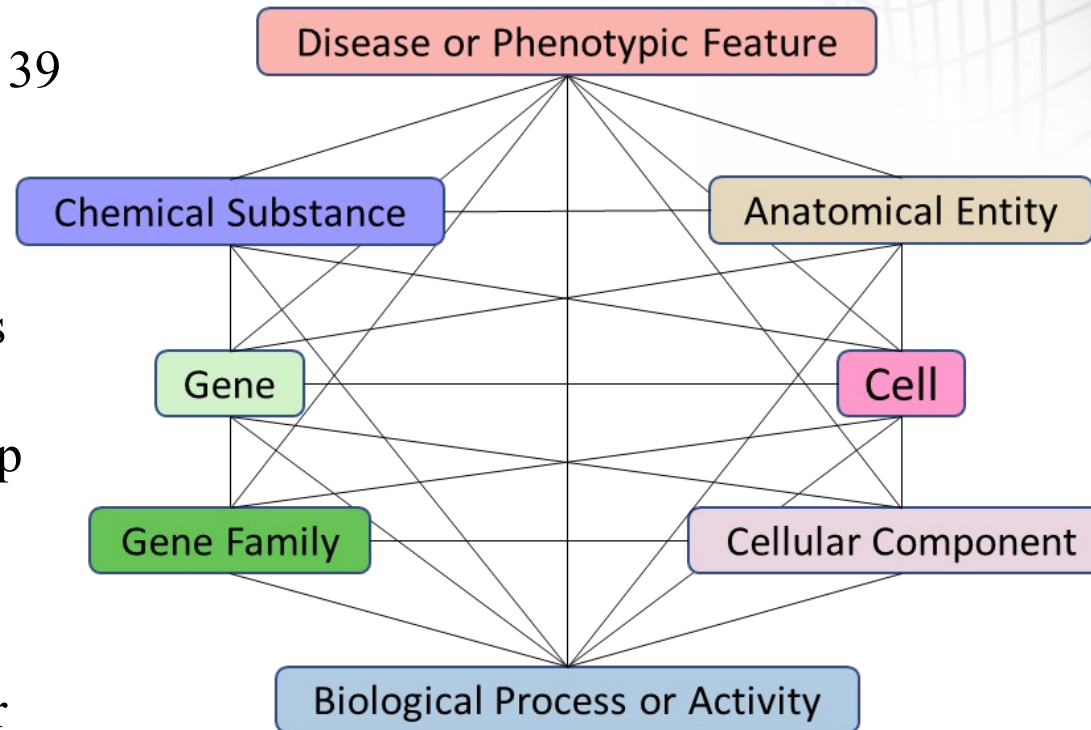 Disease or Phenotypic Feature
39
Chemical Substance
Anatomical Entity
s
Gene
Cell
p
Gene Family
Cellular Component
Biological Process or Activity
r